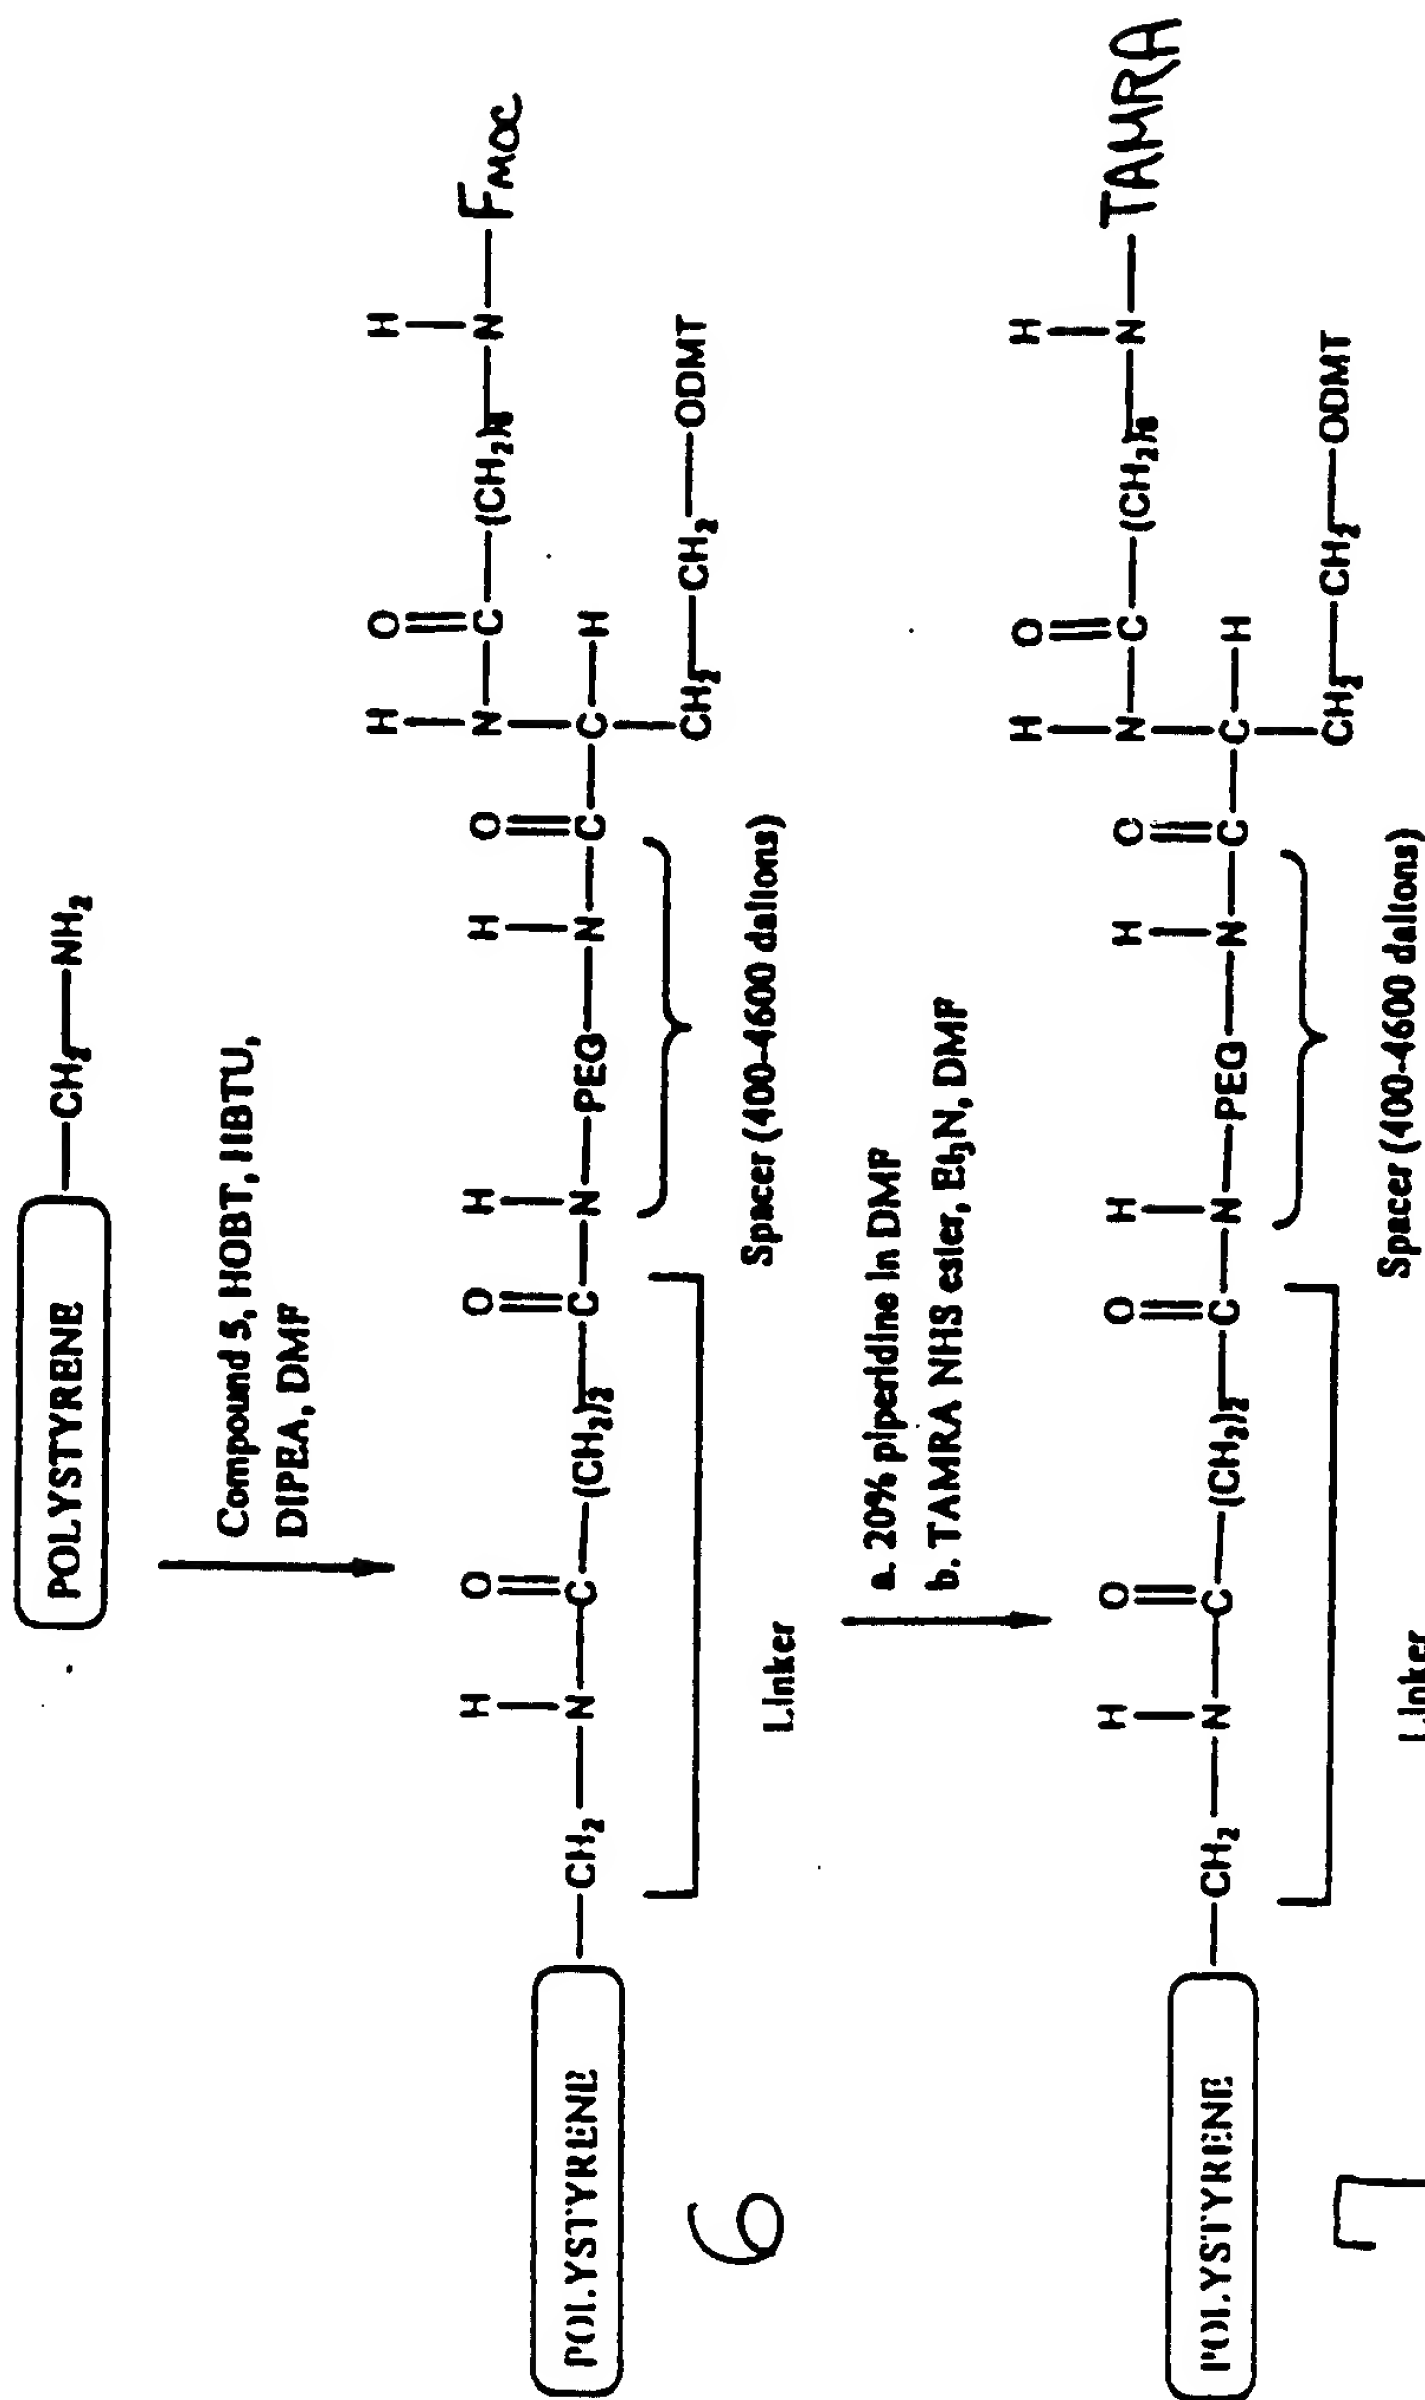 POLYSTYRENE
CH2
NH2
Compound 5, HOBT, HBTU,
DIPEA, DMF
H
O
N
C
(CH2)
N
H
Fmoc
POLYSTYRENE
CH2
N
H
C
O
(CH2)2
C
O
N
H
PEG
N
H
C
O
C
H
CH2
CH2
ODMT
Linker
Spacer (400-4600 daltons)
6
a. 20% piperidine in DMF
b. TAMRA NHS ester, Et3N, DMF
H
O
N
C
(CH2)
N
H
TAMRA
POLYSTYRENE
CH2
N
H
C
O
(CH2)2
C
O
N
H
PEG
N
H
C
O
C
H
CH2
CH2
ODMT
Linker
Spacer (400-4600 daltons)
7